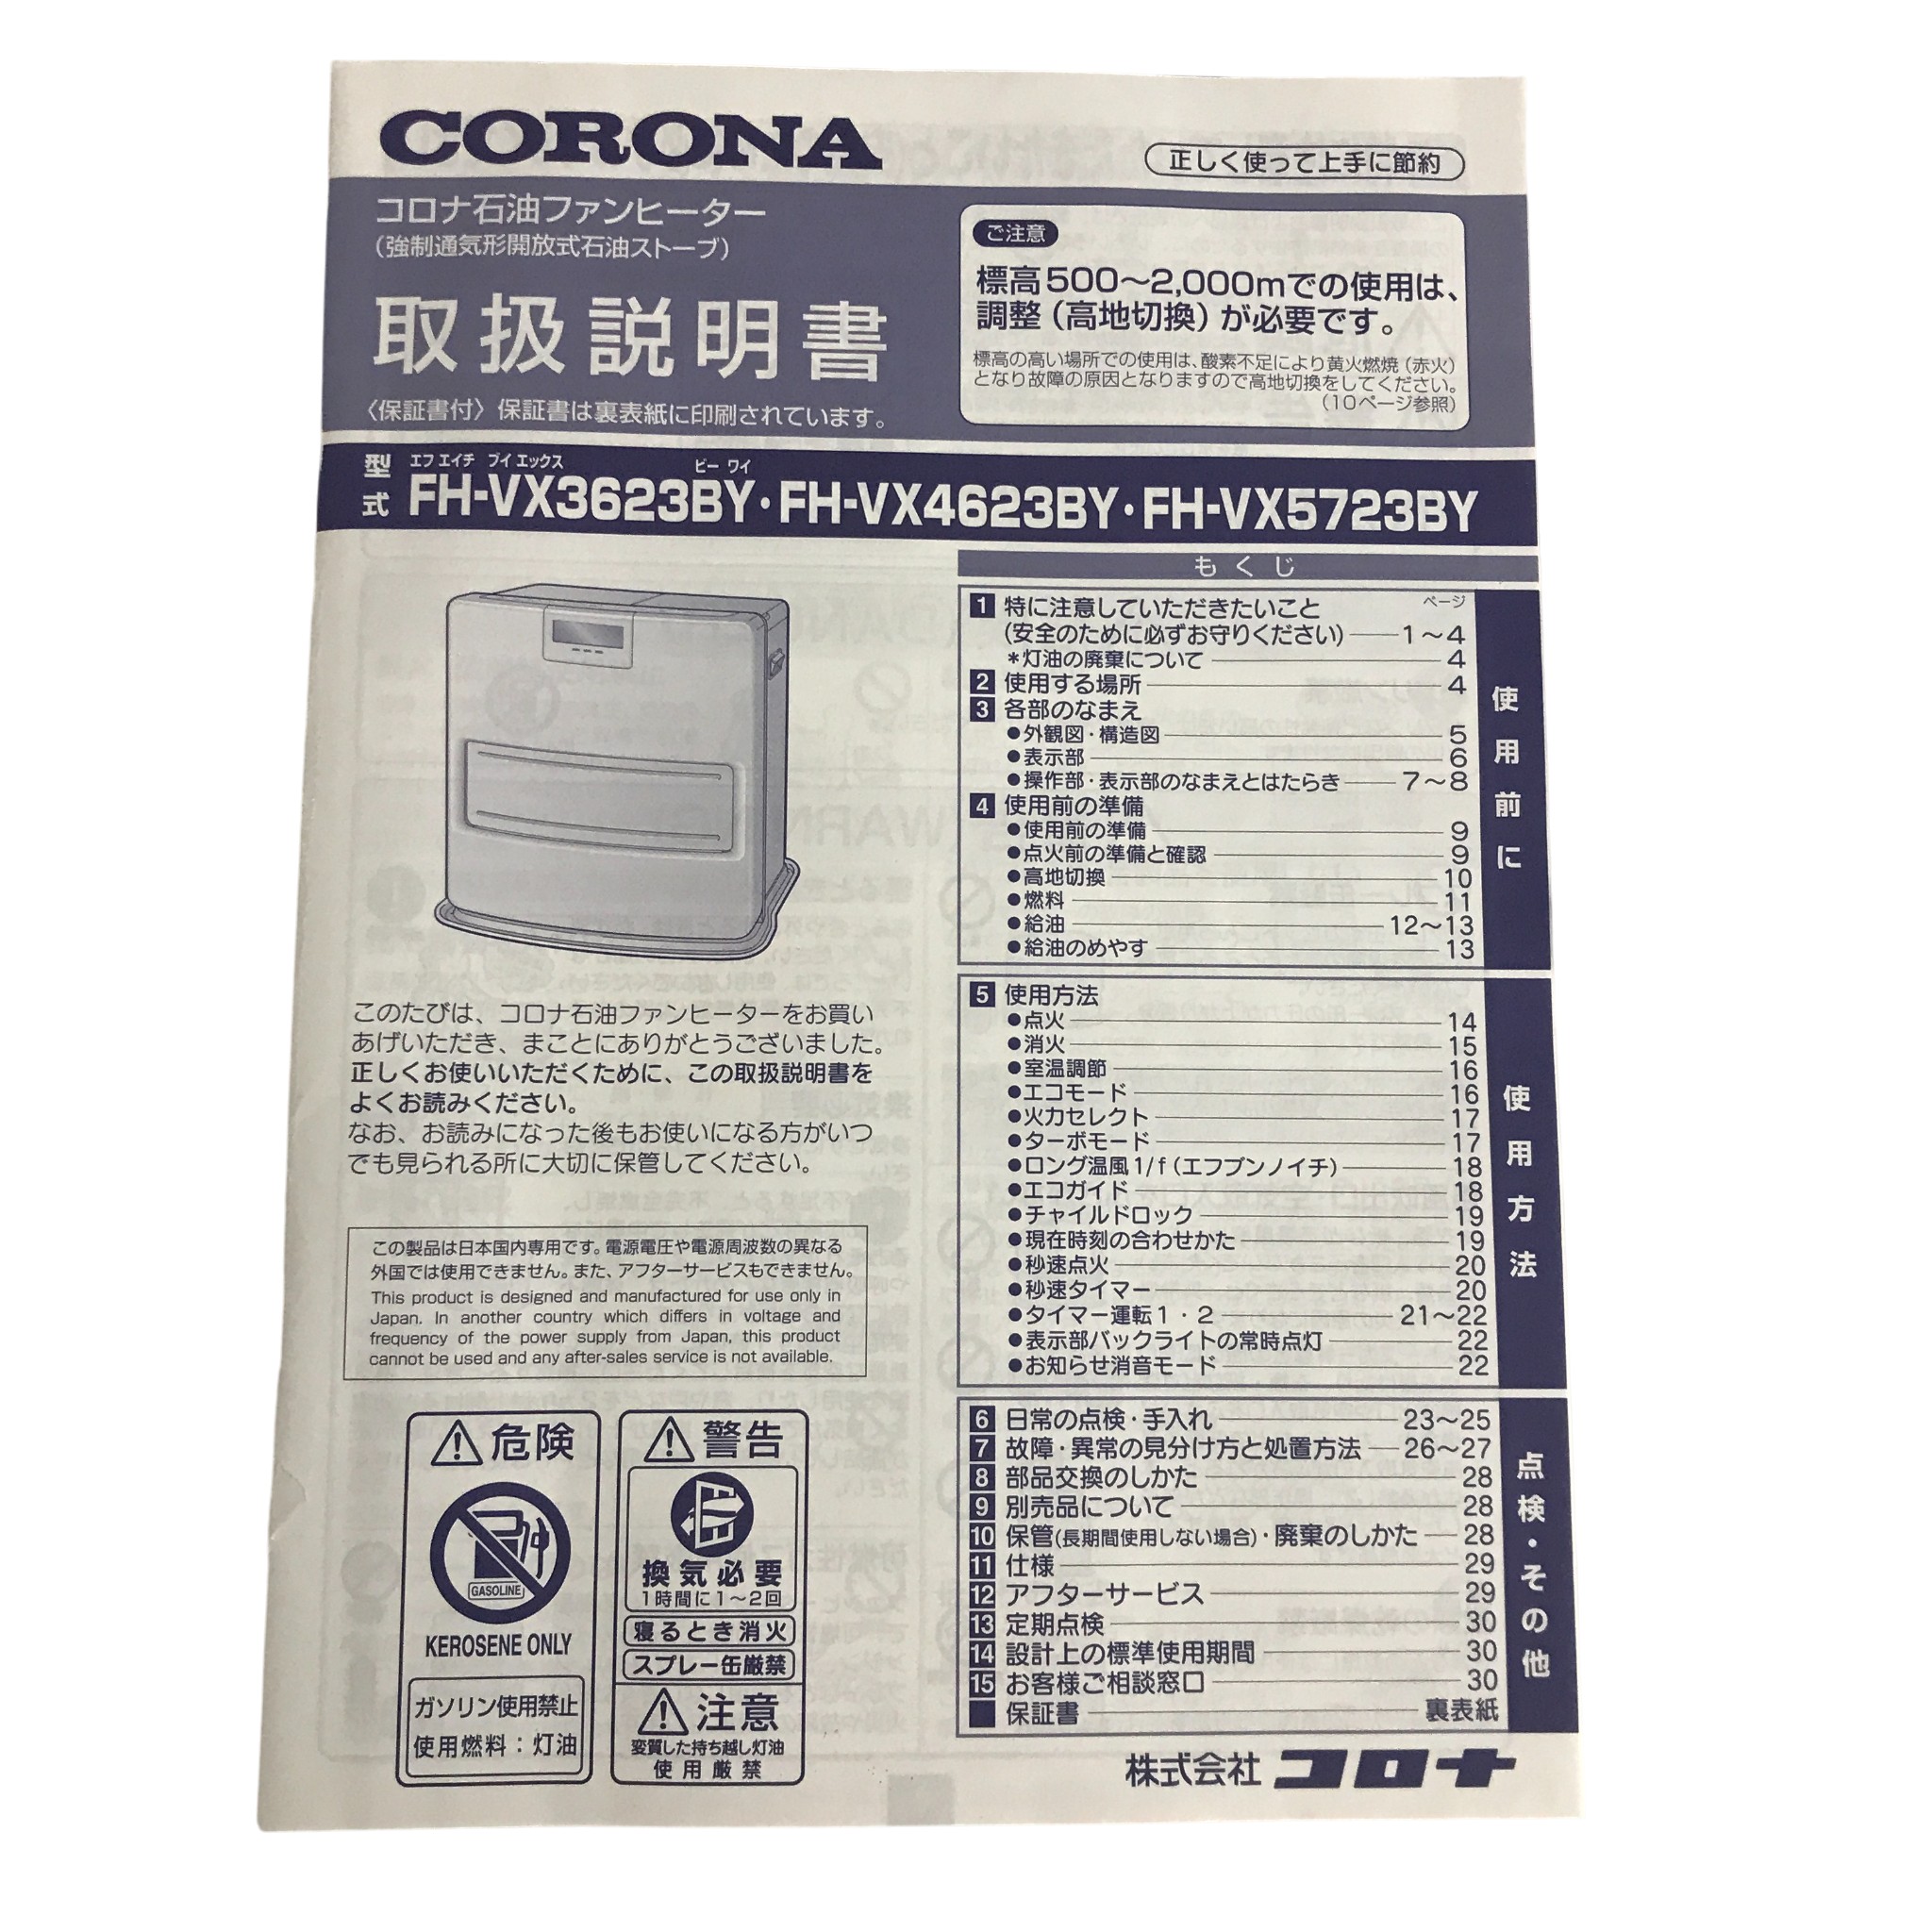 CORONA
正しく使って上手に節約
コロナ石油ファンヒーター
(強制通気形開放式石油ストーブ)
取扱説明書
〈保証書付〉保証書は裏表紙に印刷されています。
ご注意
標高500～2,000mでの使用は、
調整(高地切換)が必要です。
標高の高い場所での使用は、酸素不足により黄火燃焼(赤火)
となり故障の原因となりますので高地切換をしてください。
(10ページ参照)
エフ エイチ ブイ エックス ビー ワイ
型式 FH-VX3623BY・FH-VX4623BY・FH-VX5723BY
もくじ
ページ
1 特に注意していただきたいこと
(安全のために必ずお守りください) 1～4
*灯油の廃棄について 4
2 使用する場所 4
3 各部のなまえ
●外観図・構造図 5
●表示部 6
●操作部・表示部のなまえとはたらき 7～8
4 使用前の準備
●使用前の準備 9
●点火前の準備と確認 9
●高地切換 10
●燃料 11
●給油 12～13
●給油のめやす 13
使用前に
5 使用方法
●点火 14
●消火 15
●室温調節 16
●エコモード 16
●火力セレクト 17
●ターボモード 17
●ロング温風1/f(エフブンノイチ) 18
●エコガイド 18
●チャイルドロック 19
●現在時刻の合わせかた 19
●秒速点火 20
●秒速タイマー 20
●タイマー運転1・2 21～22
●表示部バックライトの常時点灯 22
●お知らせ消音モード 22
使用方法
6 日常の点検・手入れ 23～25
7 故障・異常の見分け方と処置方法 26～27
8 部品交換のしかた 28
9 別売品について 28
10 保管(長期間使用しない場合)・廃棄のしかた 28
11 仕様 29
12 アフターサービス 29
13 定期点検 30
14 設計上の標準使用期間 30
15 お客様ご相談窓口 30
保証書 裏表紙
点検・その他
このたびは、コロナ石油ファンヒーターをお買い
あげいただき、まことにありがとうございました。
正しくお使いいただくために、この取扱説明書を
よくお読みください。
なお、お読みになった後もお使いになる方がいつ
でも見られる所に大切に保管してください。
この製品は日本国内専用です。電源電圧や電源周波数の異なる
外国では使用できません。また、アフターサービスもできません。
This product is designed and manufactured for use only in
Japan. In another country which differs in voltage and
frequency of the power supply from Japan, this product
cannot be used and any after-sales service is not available.
危険
GASOLINE
KEROSENE ONLY
ガソリン使用禁止
使用燃料：灯油
警告
換気必要
1時間に1～2回
寝るとき消火
スプレー缶厳禁
注意
変質した持ち越し灯油
使用厳禁
株式会社 コロナ